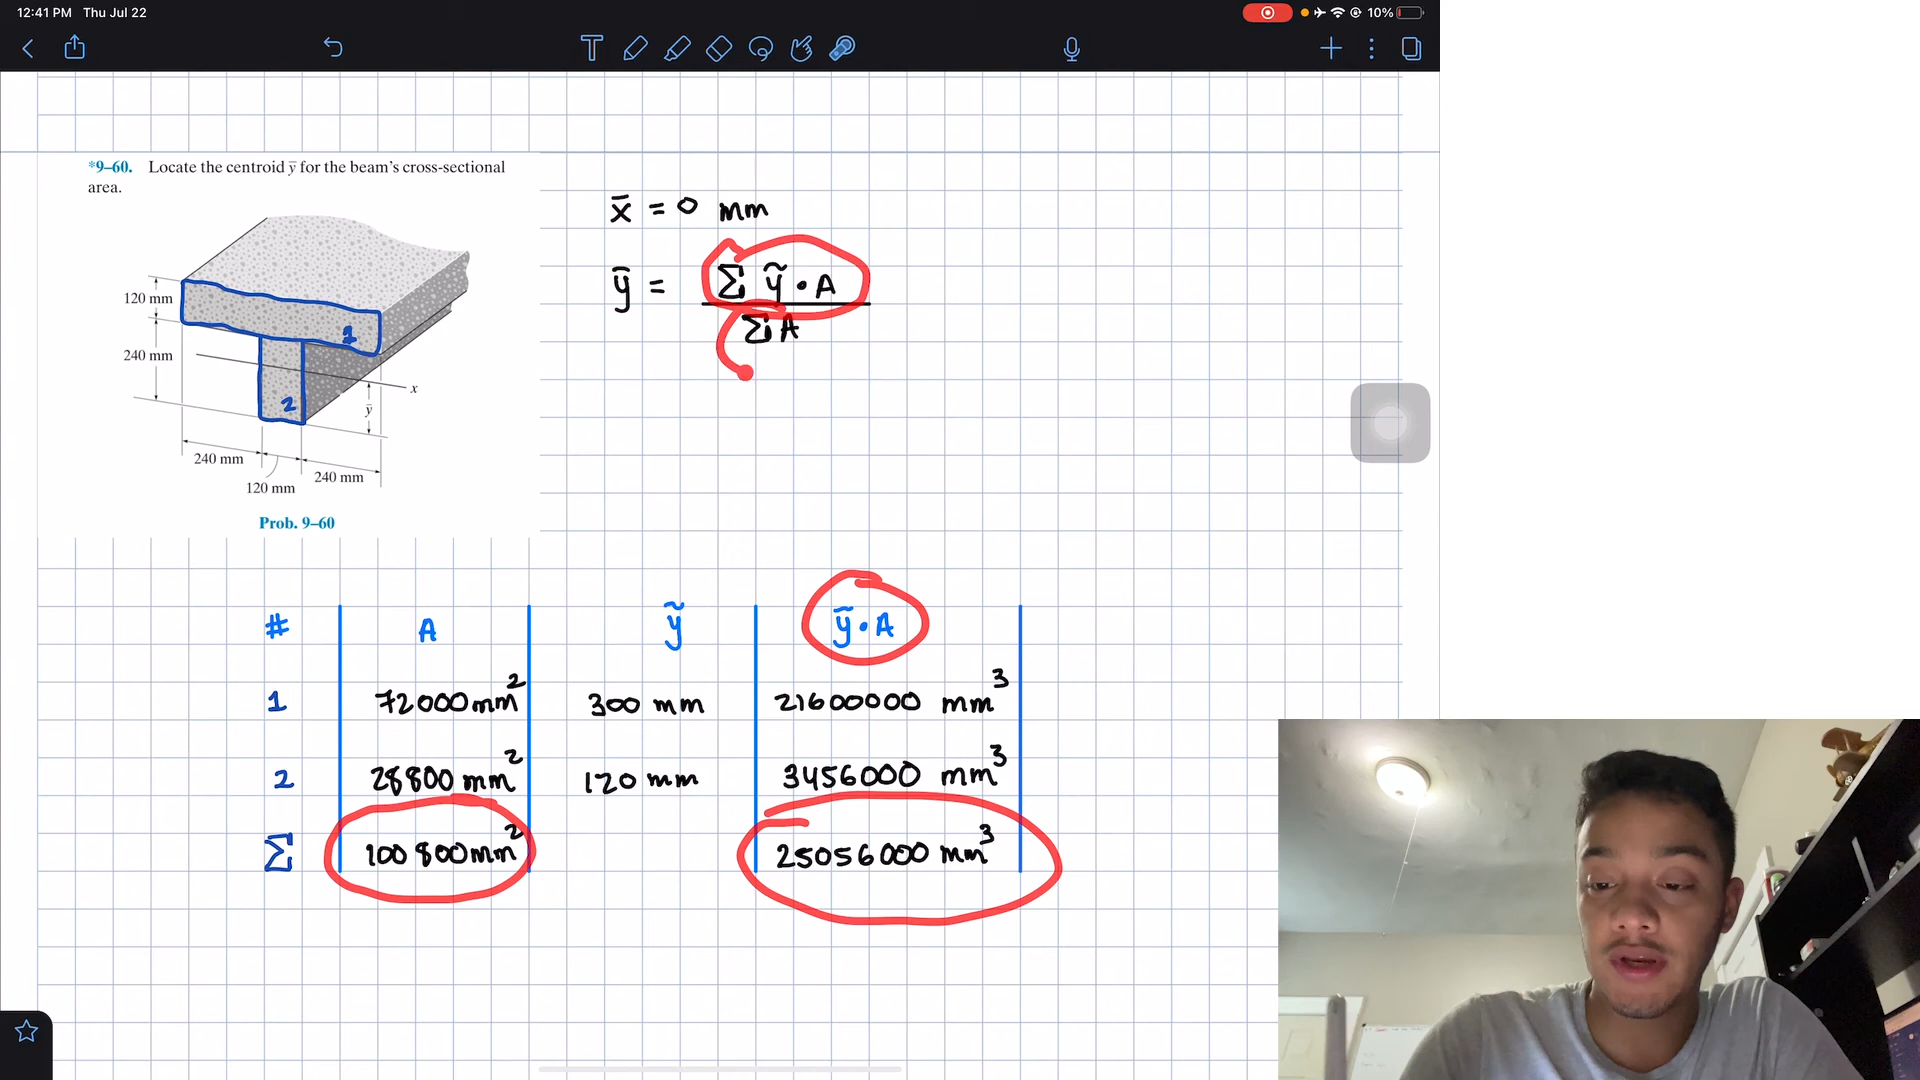 12:41 PM Thu Jul 22
10%
*9–60. Locate the centroid y̅ for the beam's cross-sectional
area.
120 mm
240 mm
1
2
x
y̅
240 mm
120 mm
240 mm
Prob. 9–60
x̅ = 0 mm
y̅ = Σ ỹ · A
Σ A
# A ỹ ỹ · A
1 72000 mm² 300 mm 21600000 mm³
2 28800 mm² 120 mm 3456000 mm³
Σ 100800 mm² 25056000 mm³